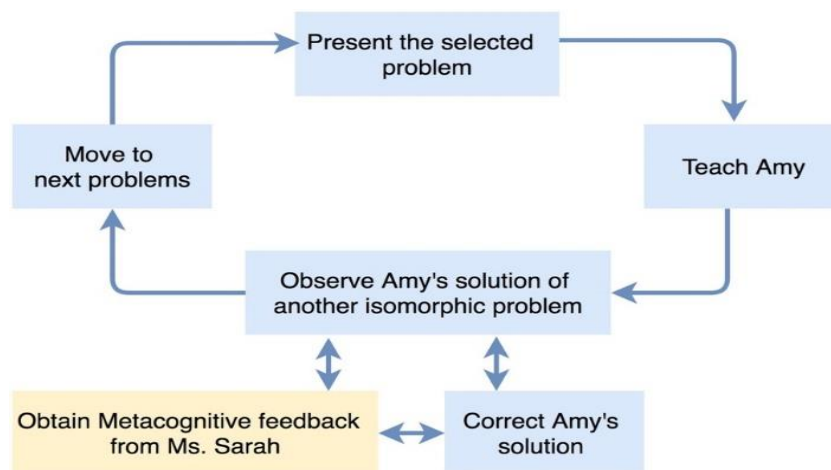 Present the selected
problem
Move to
next problems
Teach Amy
Observe Amy's solution of
another isomorphic problem
Obtain Metacognitive feedback
from Ms. Sarah
Correct Amy's
solution